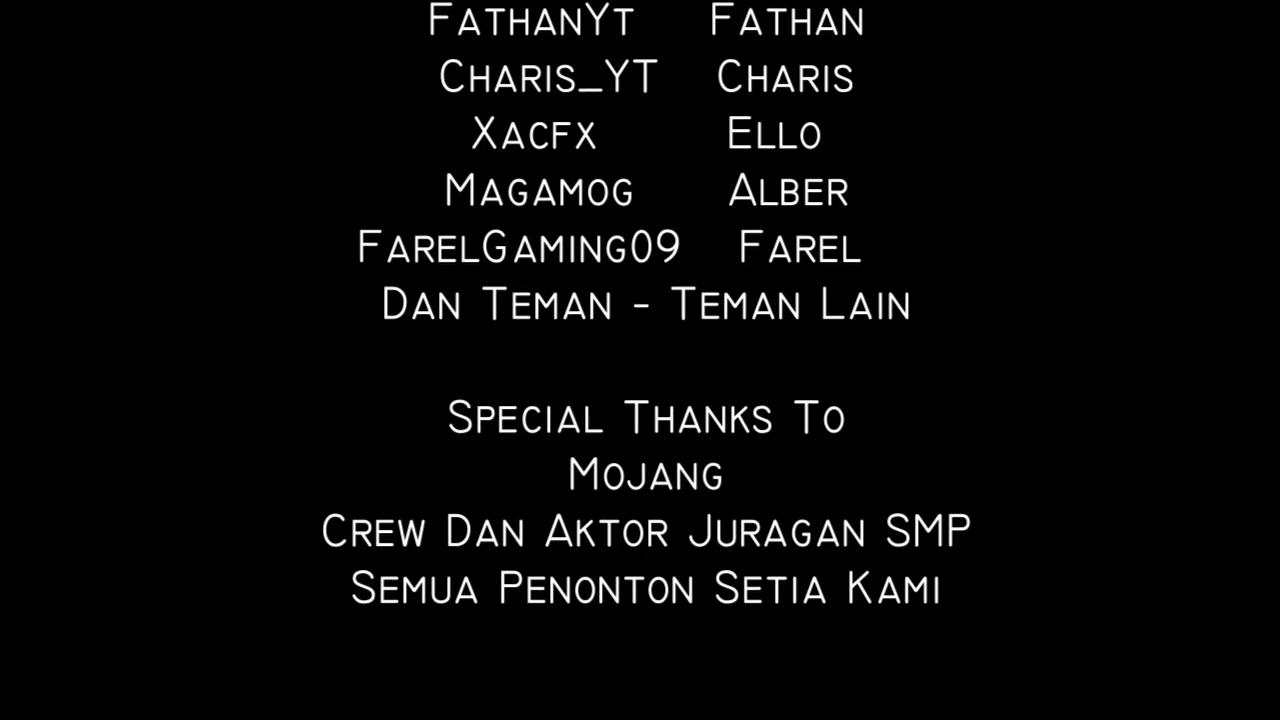 FathanYt Fathan
Charis_YT Charis
Xacfx Ello
Magamog Alber
FarelGaming09 Farel
Dan Teman - Teman Lain
Special Thanks To
Mojang
Crew Dan Aktor Juragan SMP
Semua Penonton Setia Kami